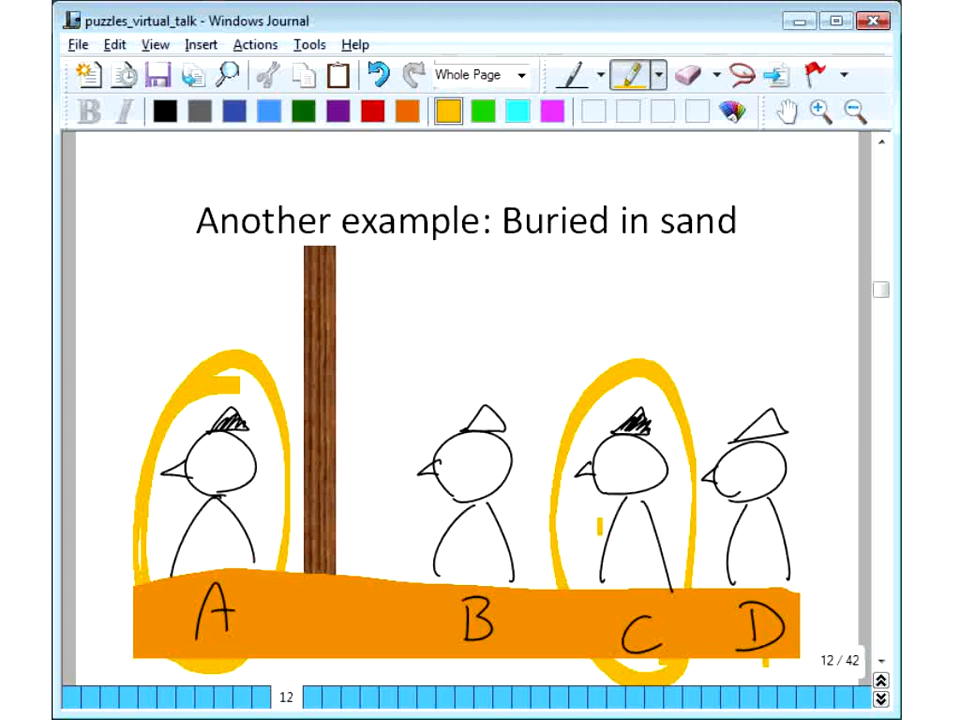 puzzles_virtual_talk - Windows Journal
File Edit View Insert Actions Tools Help
Whole Page
B I
Another example: Buried in sand
A B C D
12 / 42
12